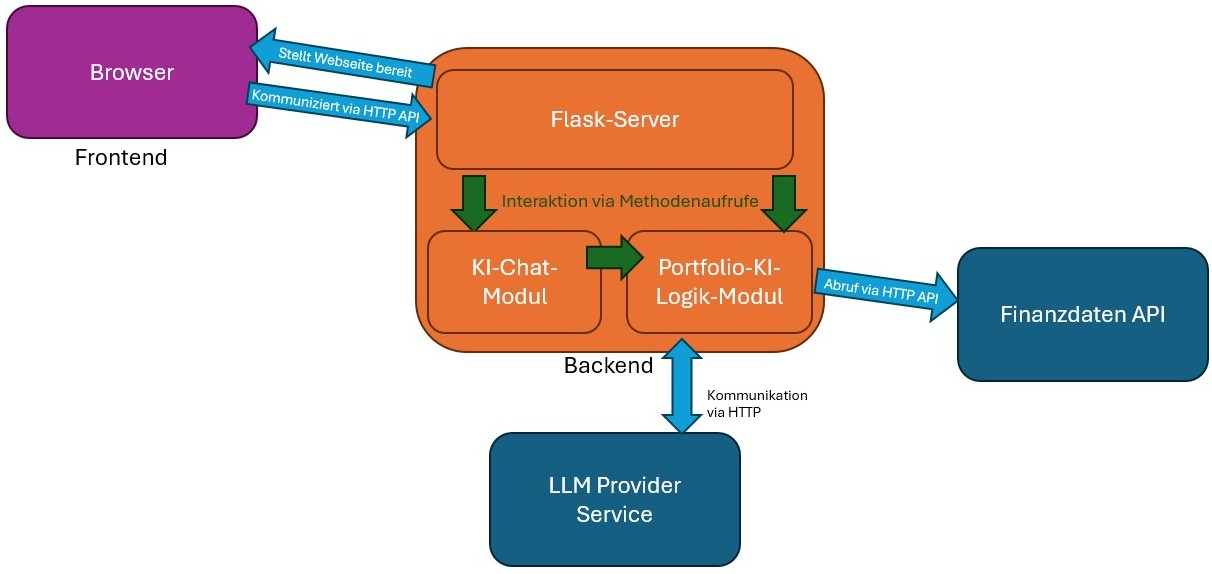 Browser
Stellt Webseite bereit
Kommuniziert via HTTP API
Frontend
Flask-Server
Interaktion via Methodenaufrufe
KI-Chat-
Modul
Portfolio-KI-
Logik-Modul
Abruf via HTTP API
Finanzdaten API
Backend
Kommunikation
via HTTP
LLM Provider
Service